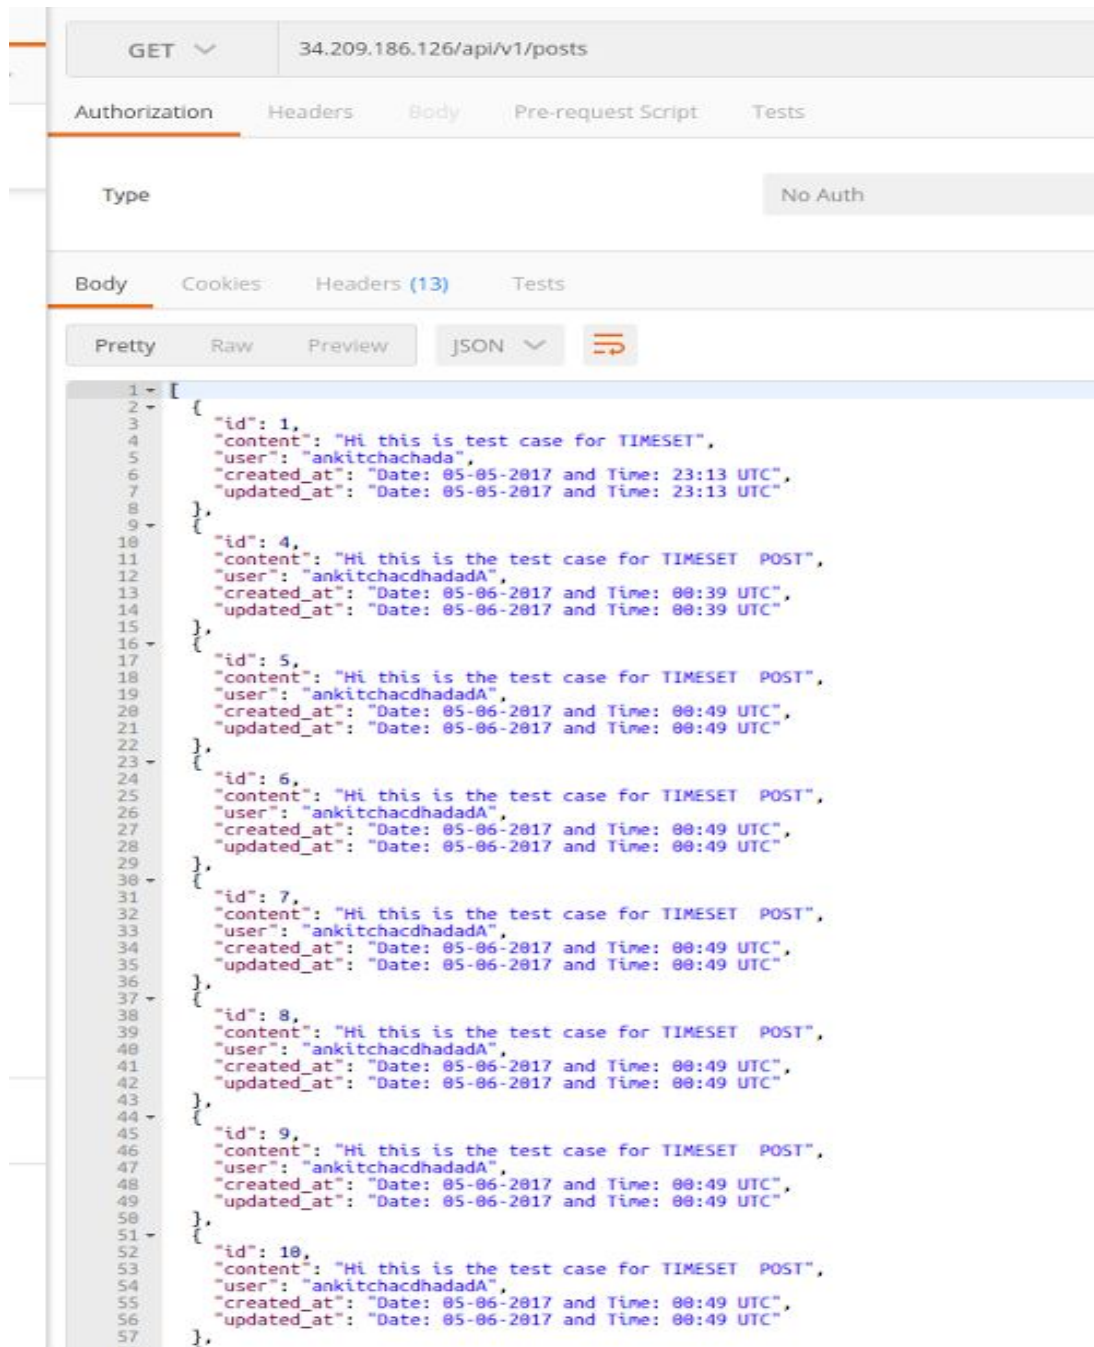 GET 34.209.186.126/api/v1/posts
Authorization Headers Body Pre-request Script Tests
Type No Auth
Body Cookies Headers (13) Tests
Pretty Raw Preview JSON
1 [
2 {
3 "id": 1,
4 "content": "Hi this is test case for TIMESET",
5 "user": "ankitchachada",
6 "created_at": "Date: 05-05-2017 and Time: 23:13 UTC",
7 "updated_at": "Date: 05-05-2017 and Time: 23:13 UTC"
8 },
9 {
10 "id": 4,
11 "content": "Hi this is the test case for TIMESET  POST",
12 "user": "ankitchacdhadadA",
13 "created_at": "Date: 05-06-2017 and Time: 00:39 UTC",
14 "updated_at": "Date: 05-06-2017 and Time: 00:39 UTC"
15 },
16 {
17 "id": 5,
18 "content": "Hi this is the test case for TIMESET  POST",
19 "user": "ankitchacdhadadA",
20 "created_at": "Date: 05-06-2017 and Time: 00:49 UTC",
21 "updated_at": "Date: 05-06-2017 and Time: 00:49 UTC"
22 },
23 {
24 "id": 6,
25 "content": "Hi this is the test case for TIMESET  POST",
26 "user": "ankitchacdhadadA",
27 "created_at": "Date: 05-06-2017 and Time: 00:49 UTC",
28 "updated_at": "Date: 05-06-2017 and Time: 00:49 UTC"
29 },
30 {
31 "id": 7,
32 "content": "Hi this is the test case for TIMESET  POST",
33 "user": "ankitchacdhadadA",
34 "created_at": "Date: 05-06-2017 and Time: 00:49 UTC",
35 "updated_at": "Date: 05-06-2017 and Time: 00:49 UTC"
36 },
37 {
38 "id": 8,
39 "content": "Hi this is the test case for TIMESET  POST",
40 "user": "ankitchacdhadadA",
41 "created_at": "Date: 05-06-2017 and Time: 00:49 UTC",
42 "updated_at": "Date: 05-06-2017 and Time: 00:49 UTC"
43 },
44 {
45 "id": 9,
46 "content": "Hi this is the test case for TIMESET  POST",
47 "user": "ankitchacdhadadA",
48 "created_at": "Date: 05-06-2017 and Time: 00:49 UTC",
49 "updated_at": "Date: 05-06-2017 and Time: 00:49 UTC"
50 },
51 {
52 "id": 10,
53 "content": "Hi this is the test case for TIMESET  POST",
54 "user": "ankitchacdhadadA",
55 "created_at": "Date: 05-06-2017 and Time: 00:49 UTC",
56 "updated_at": "Date: 05-06-2017 and Time: 00:49 UTC"
57 },